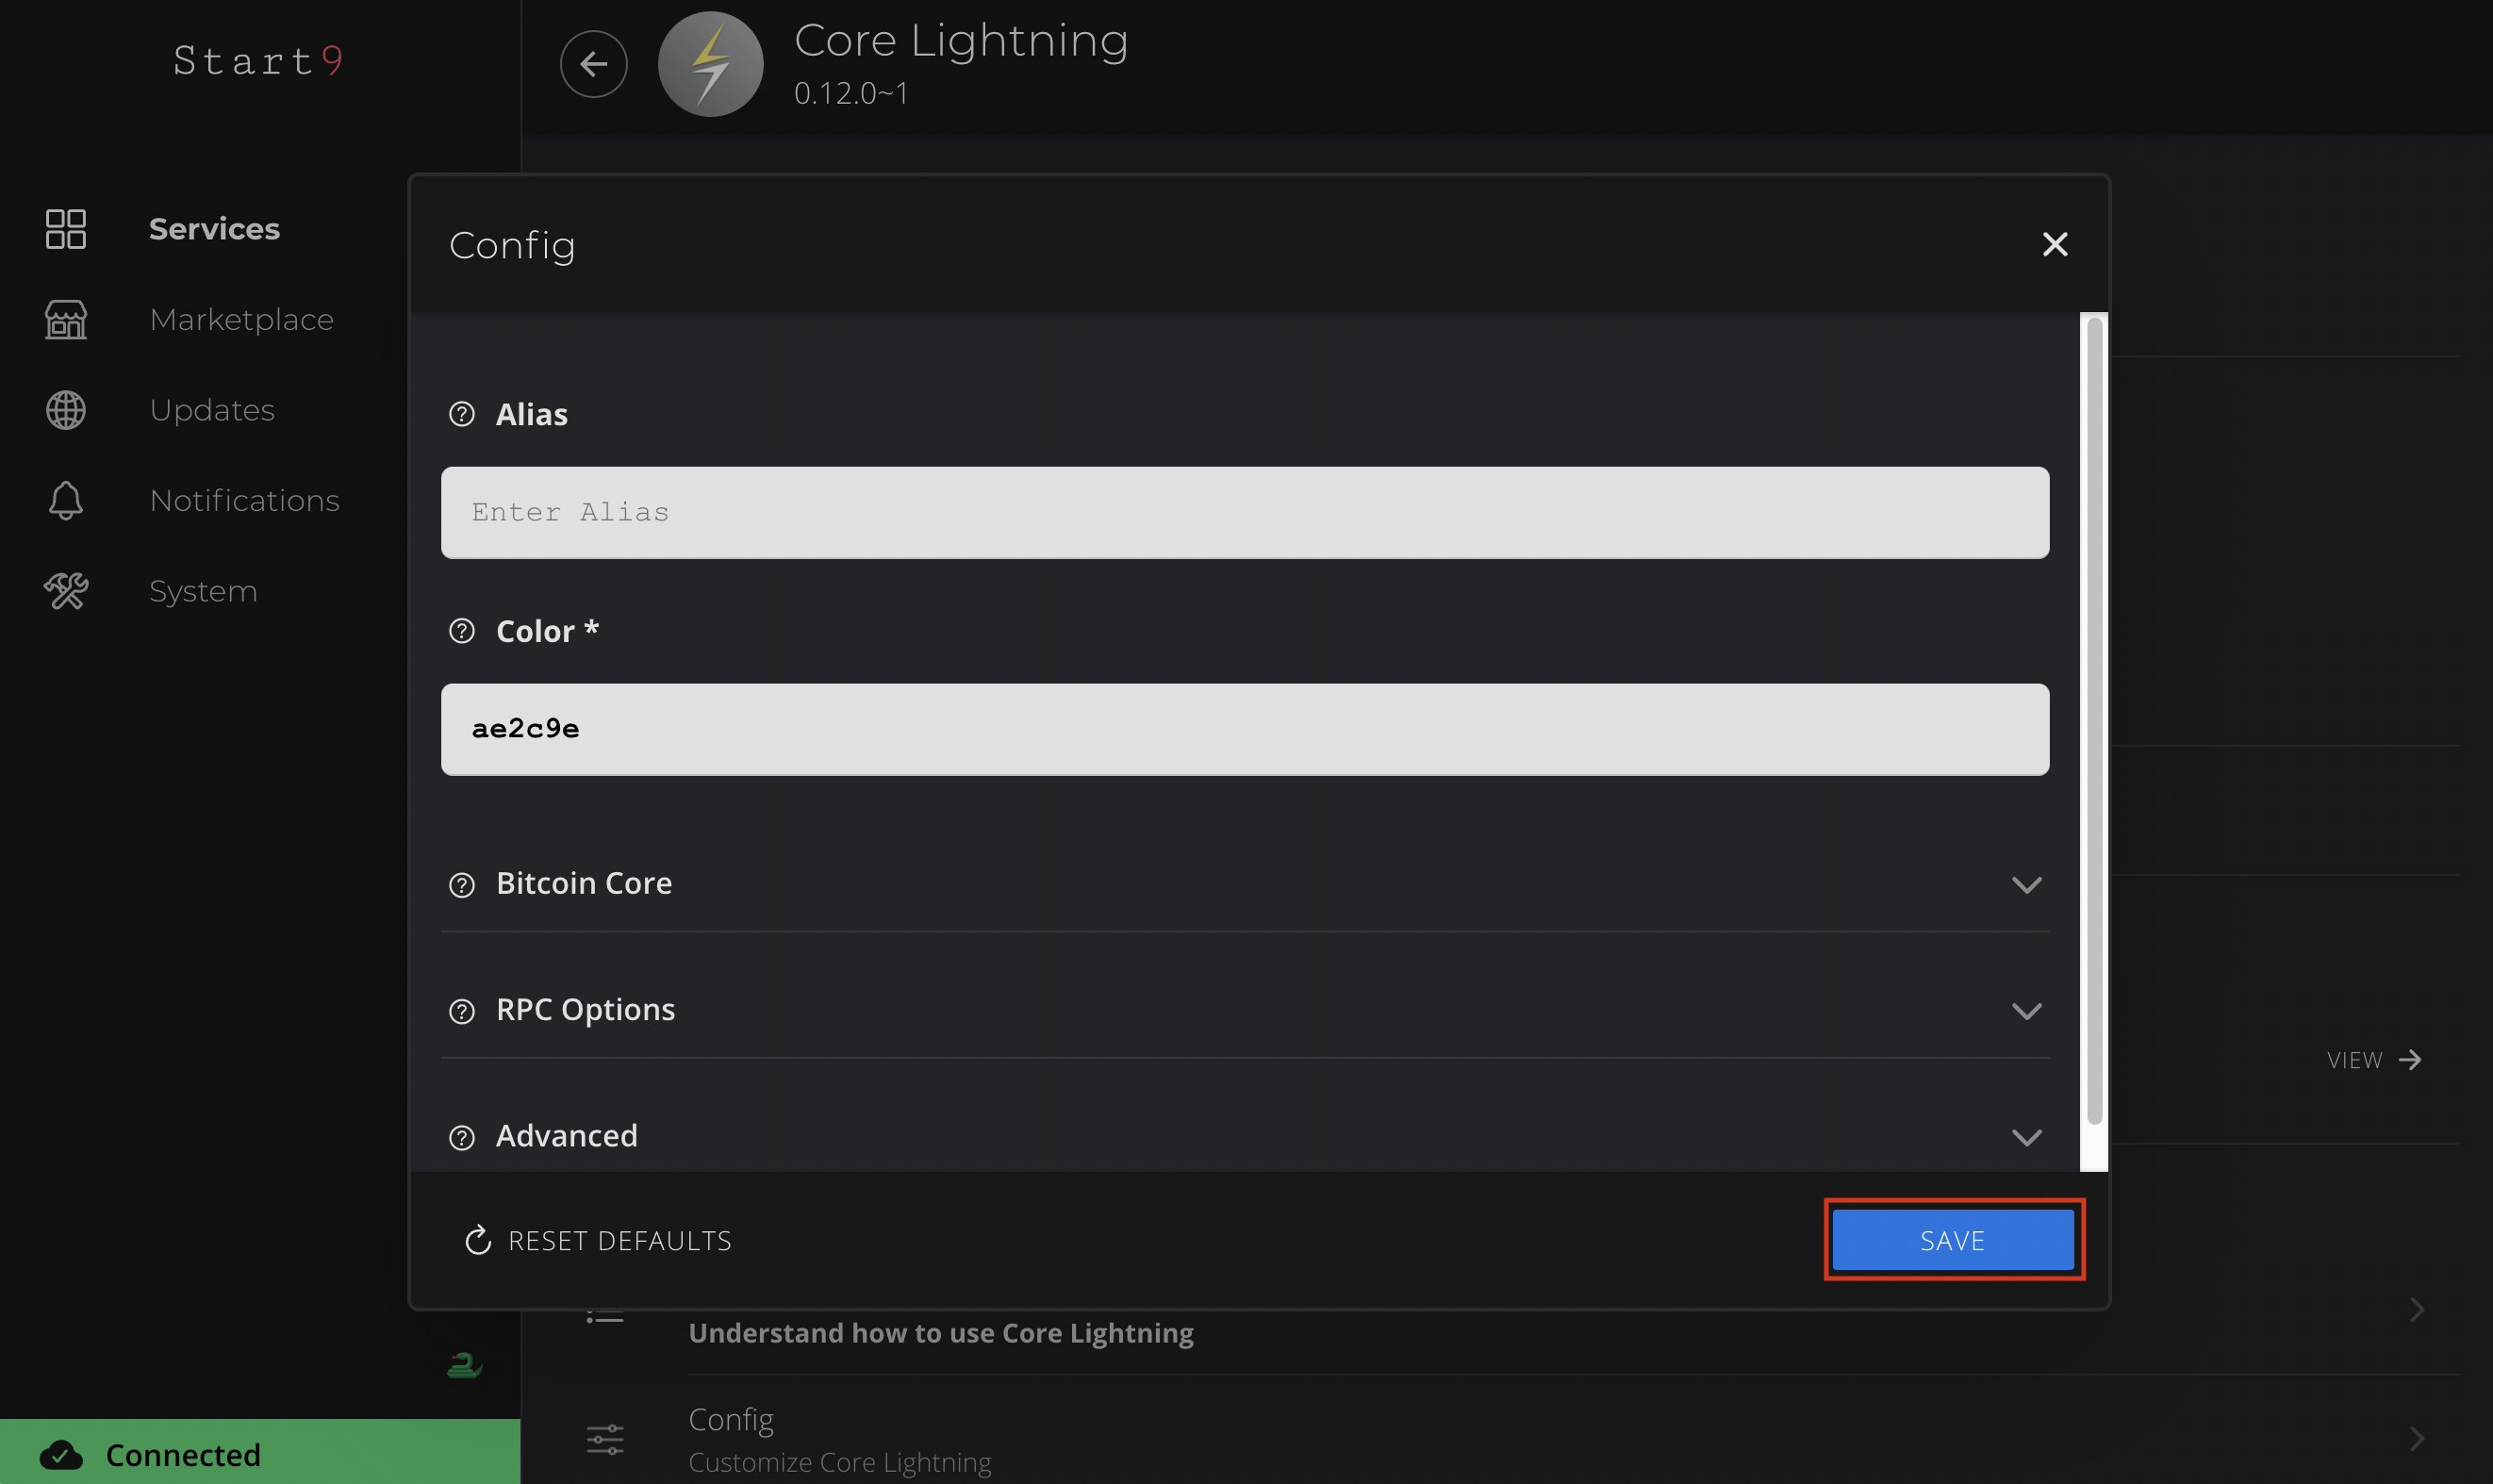 Start9
Core Lightning
0.12.0~1
Services
Marketplace
Updates
Notifications
System
Config
Alias
Enter Alias
Color *
ae2c9e
Bitcoin Core
RPC Options
Advanced
RESET DEFAULTS
SAVE
VIEW
Understand how to use Core Lightning
Config
Customize Core Lightning
Connected